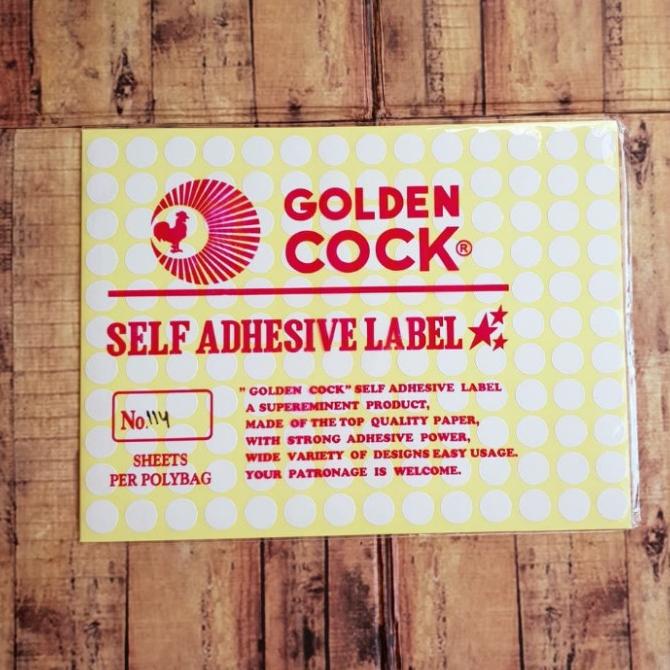 GOLDEN
COCK®
SELF ADHESIVE LABEL
No. 114
SHEETS
PER POLYBAG
"GOLDEN COCK" SELF ADHESIVE LABEL
A SUPEREMINENT PRODUCT,
MADE OF THE TOP QUALITY PAPER,
WITH STRONG ADHESIVE POWER,
WIDE VARIETY OF DESIGNS EASY USAGE.
YOUR PATRONAGE IS WELCOME.